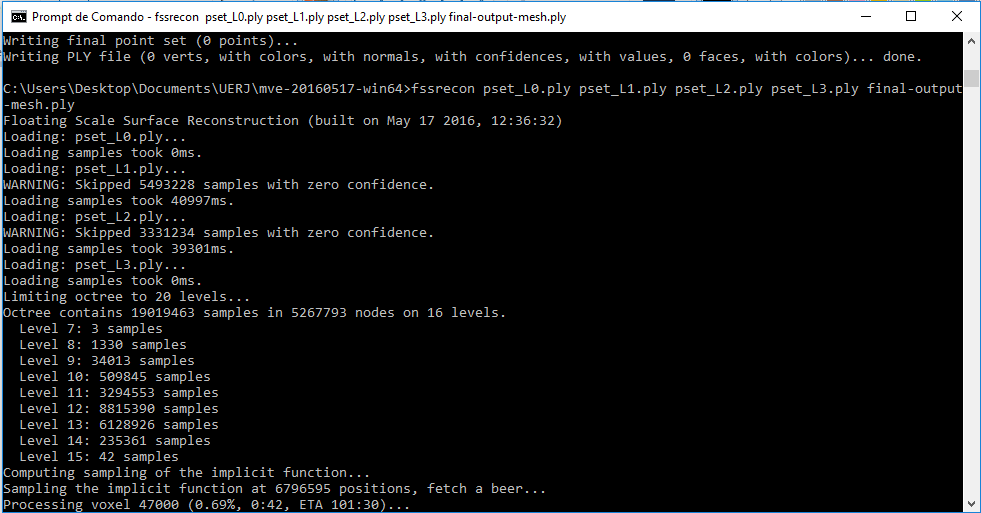 Prompt de Comando - fssrecon  pset_L0.ply pset_L1.ply pset_L2.ply pset_L3.ply final-output-mesh.ply
Writing final point set (0 points)...
Writing PLY file (0 verts, with colors, with normals, with confidences, with values, 0 faces, with colors)... done.
C:\Users\Desktop\Documents\UERJ\mve-20160517-win64>fssrecon pset_L0.ply pset_L1.ply pset_L2.ply pset_L3.ply final-output
-mesh.ply
Floating Scale Surface Reconstruction (built on May 17 2016, 12:36:32)
Loading: pset_L0.ply...
Loading samples took 0ms.
Loading: pset_L1.ply...
WARNING: Skipped 5493228 samples with zero confidence.
Loading samples took 40997ms.
Loading: pset_L2.ply...
WARNING: Skipped 3331234 samples with zero confidence.
Loading samples took 39301ms.
Loading: pset_L3.ply...
Loading samples took 0ms.
Limiting octree to 20 levels...
Octree contains 19019463 samples in 5267793 nodes on 16 levels.
  Level 7: 3 samples
  Level 8: 1330 samples
  Level 9: 34013 samples
  Level 10: 509845 samples
  Level 11: 3294553 samples
  Level 12: 8815390 samples
  Level 13: 6128926 samples
  Level 14: 235361 samples
  Level 15: 42 samples
Computing sampling of the implicit function...
Sampling the implicit function at 6796595 positions, fetch a beer...
Processing voxel 47000 (0.69%, 0:42, ETA 101:30)...